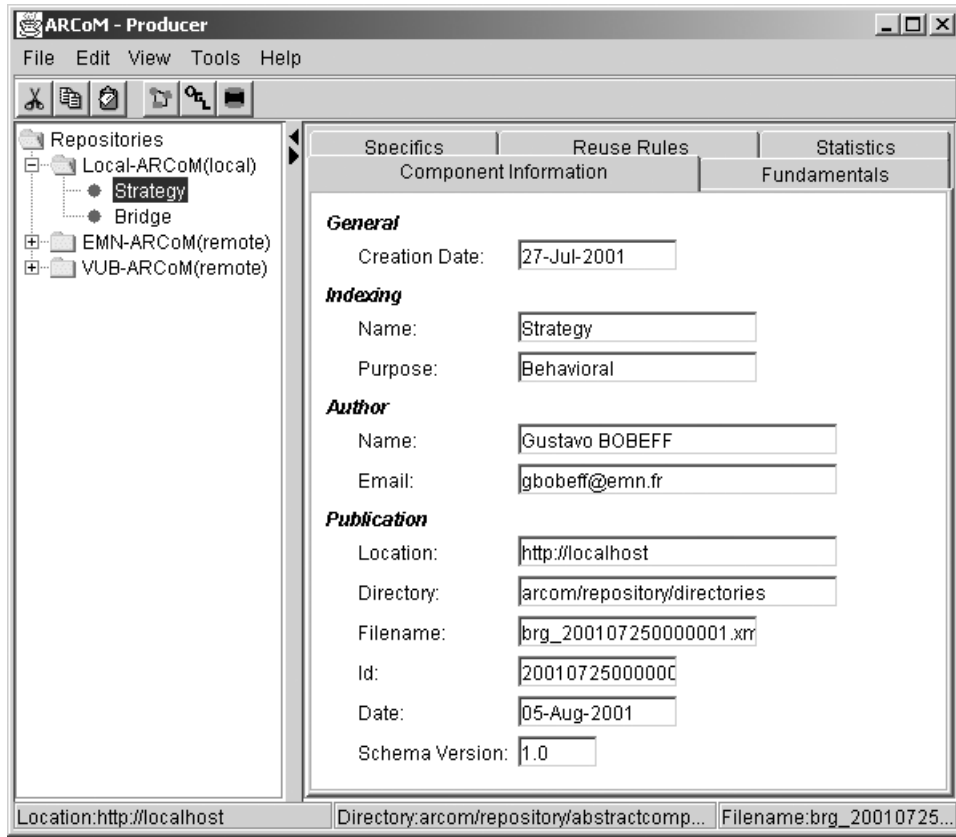 ARCoM - Producer
File Edit View Tools Help
Repositories
Local-ARCoM(local)
Strategy
Bridge
EMN-ARCoM(remote)
VUB-ARCoM(remote)
Specifics Reuse Rules Statistics
Component Information Fundamentals
General
Creation Date: 27-Jul-2001
Indexing
Name: Strategy
Purpose: Behavioral
Author
Name: Gustavo BOBEFF
Email: gbobeff@emn.fr
Publication
Location: http://localhost
Directory: arcom/repository/directories
Filename: brg_200107250000001.xm
Id: 20010725000000
Date: 05-Aug-2001
Schema Version: 1.0
Location:http://localhost Directory:arcom/repository/abstractcomp... Filename:brg_20010725...